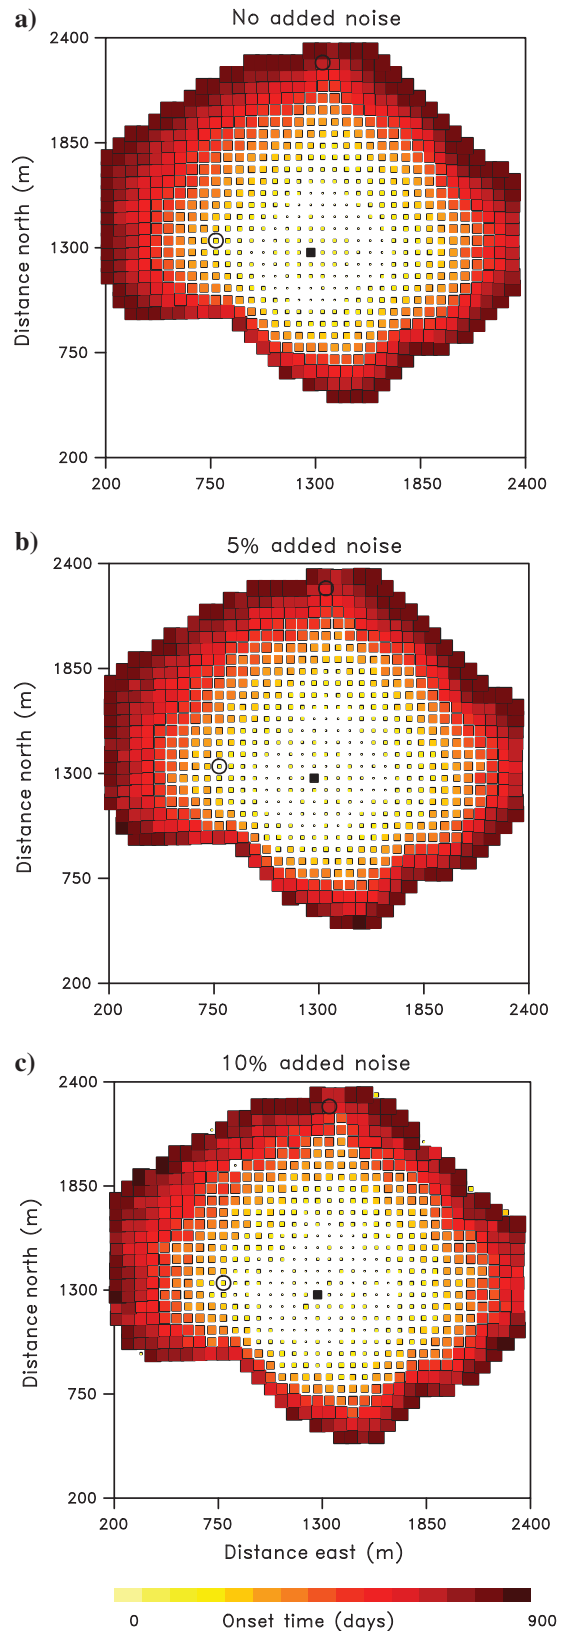 a) No added noise
2400
1850
1300
750
200
Distance north (m)
200 750 1300 1850 2400
b) 5% added noise
2400
1850
1300
750
200
Distance north (m)
200 750 1300 1850 2400
c) 10% added noise
2400
1850
1300
750
200
Distance north (m)
200 750 1300 1850 2400
Distance east (m)
0 Onset time (days) 900